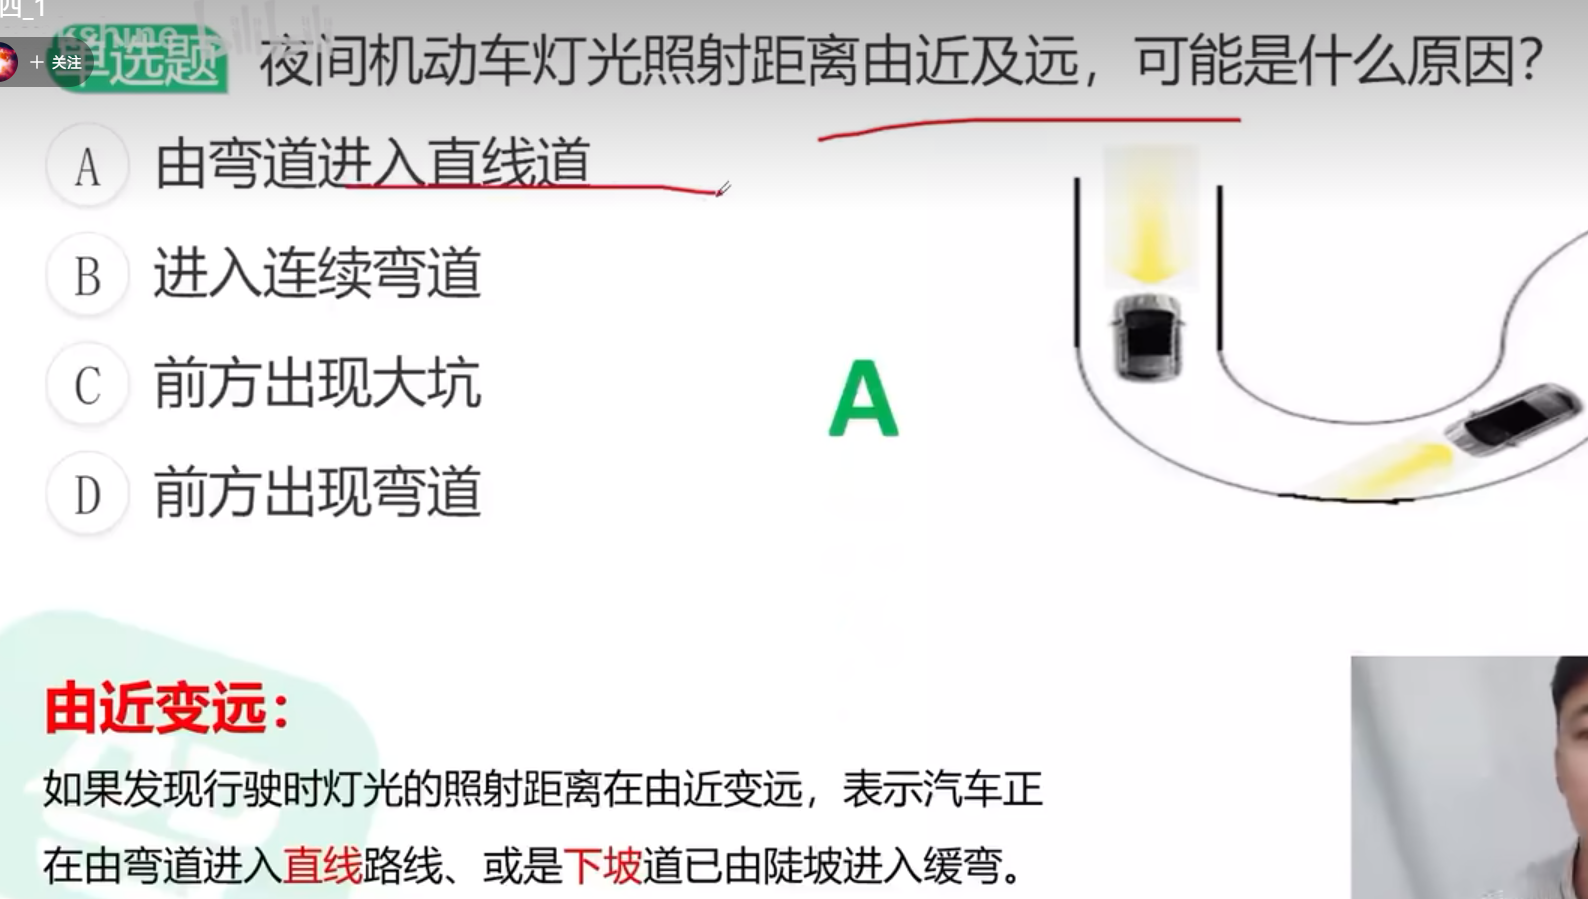 四_1
+ 关注
单选题 夜间机动车灯光照射距离由近及远，可能是什么原因？
A 由弯道进入直线道
B 进入连续弯道
C 前方出现大坑
D 前方出现弯道
A
由近变远：
如果发现行驶时灯光的照射距离在由近变远，表示汽车正
在由弯道进入直线路线、或是下坡道已由陡坡进入缓弯。